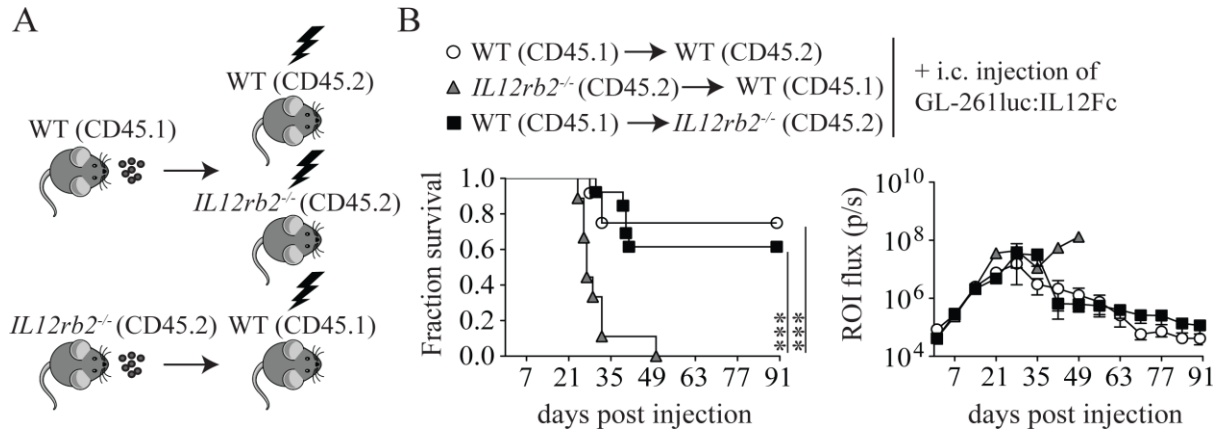 A
WT (CD45.1)
WT (CD45.2)
IL12rb2-/- (CD45.2)
IL12rb2-/- (CD45.2)
WT (CD45.1)
B
WT (CD45.1) → WT (CD45.2)
IL12rb2-/- (CD45.2) → WT (CD45.1)
WT (CD45.1) → IL12rb2-/- (CD45.2)
+ i.c. injection of
GL-261luc:IL12Fc
Fraction survival
1.0
0.8
0.6
0.4
0.2
0.0
7 21 35 49 63 77 91
days post injection
***
***
ROI flux (p/s)
10^10
10^8
10^6
10^4
7 21 35 49 63 77 91
days post injection